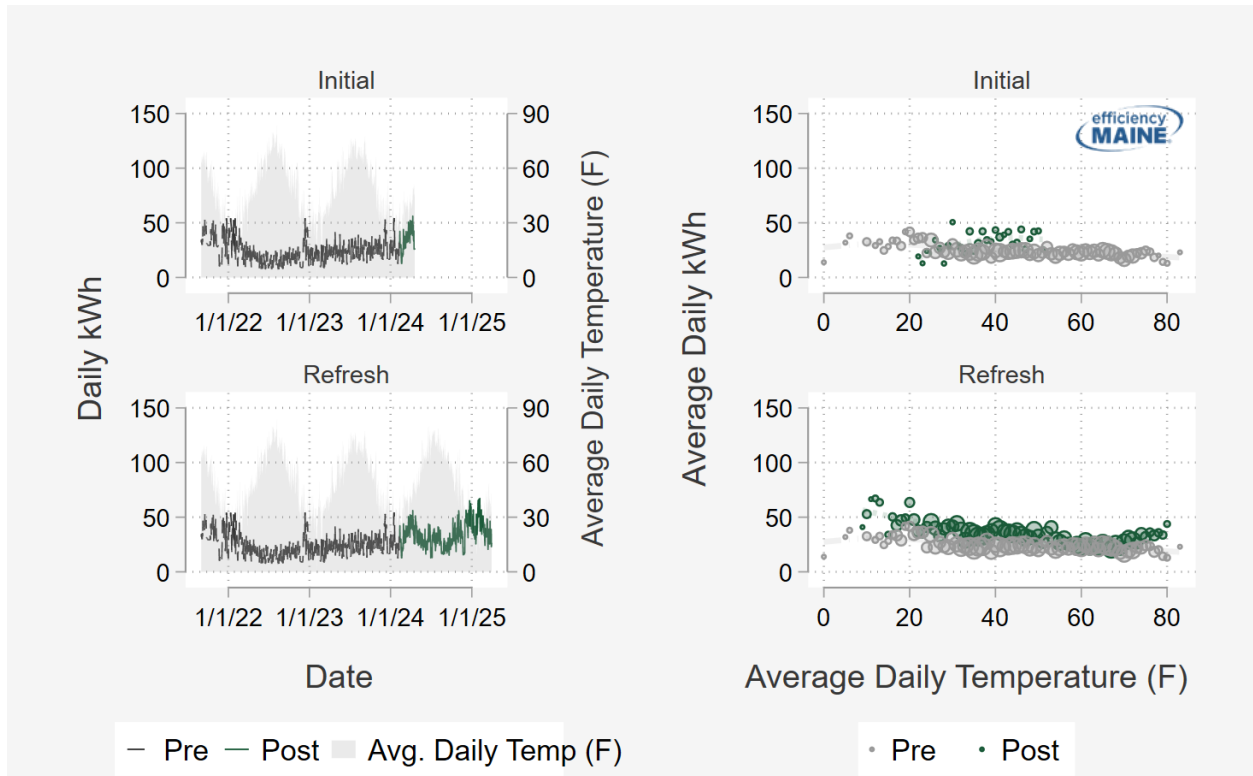 Initial
150
100
50
0
90
60
30
0
1/1/22 1/1/23 1/1/24 1/1/25
Refresh
150
100
50
0
90
60
30
0
1/1/22 1/1/23 1/1/24 1/1/25
Daily kWh
Average Daily Temperature (F)
Date
Pre Post Avg. Daily Temp (F)
Initial
efficiency
MAINE
150
100
50
0
0 20 40 60 80
Refresh
150
100
50
0
0 20 40 60 80
Average Daily kWh
Average Daily Temperature (F)
Pre Post